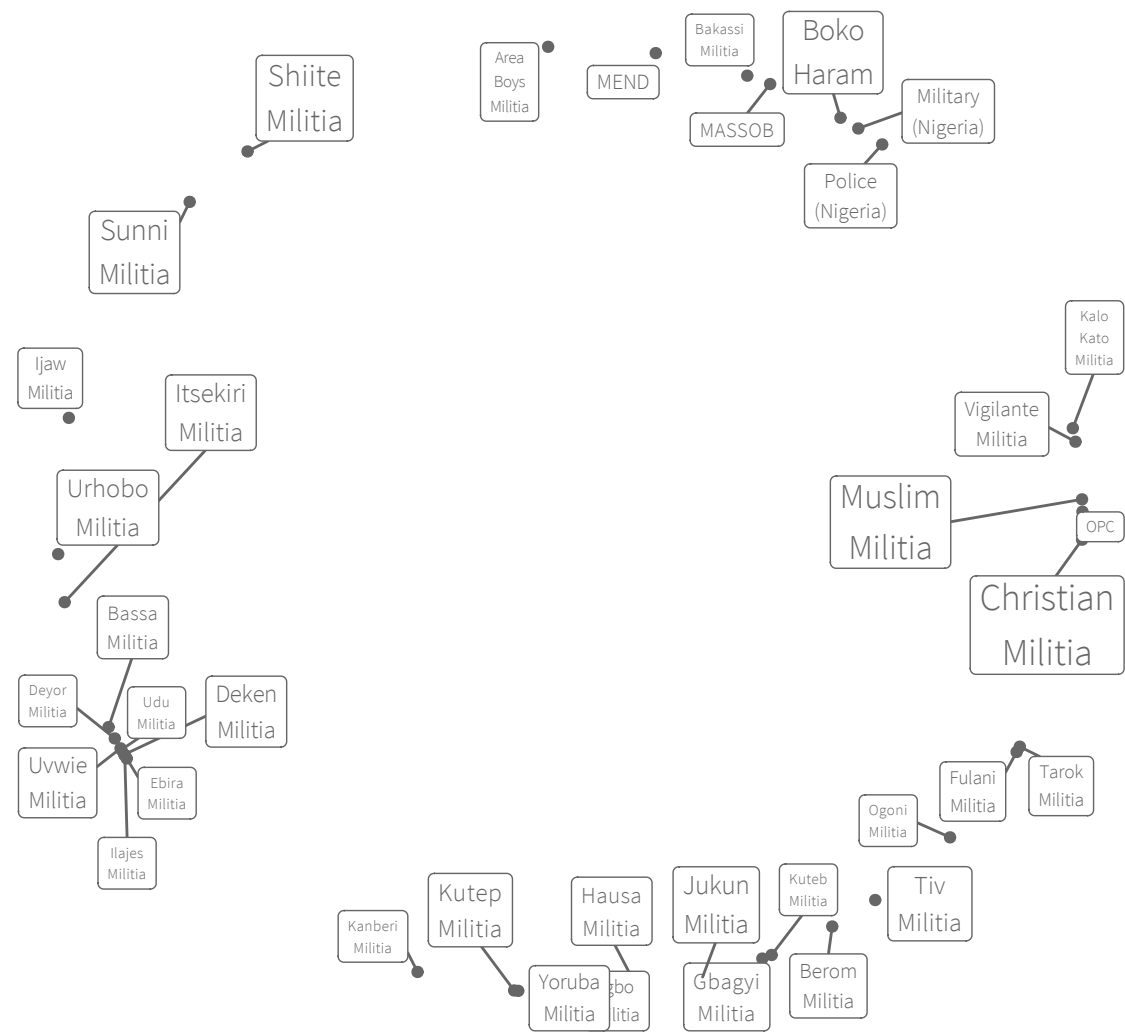 Area
Boys
Militia
MEND
Bakassi
Militia
MASSOB
Boko
Haram
Military
(Nigeria)
Police
(Nigeria)
Shiite
Militia
Sunni
Militia
Ijaw
Militia
Itsekiri
Militia
Urhobo
Militia
Kalo
Kato
Militia
Vigilante
Militia
Muslim
Militia
OPC
Christian
Militia
Bassa
Militia
Deyor
Militia
Udu
Militia
Deken
Militia
Uvwie
Militia
Ebira
Militia
Ilajes
Militia
Fulani
Militia
Tarok
Militia
Ogoni
Militia
Tiv
Militia
Kanberi
Militia
Kutep
Militia
Hausa
Militia
Jukun
Militia
Kuteb
Militia
Yoruba
Militia
Gbagyi
Militia
Berom
Militia